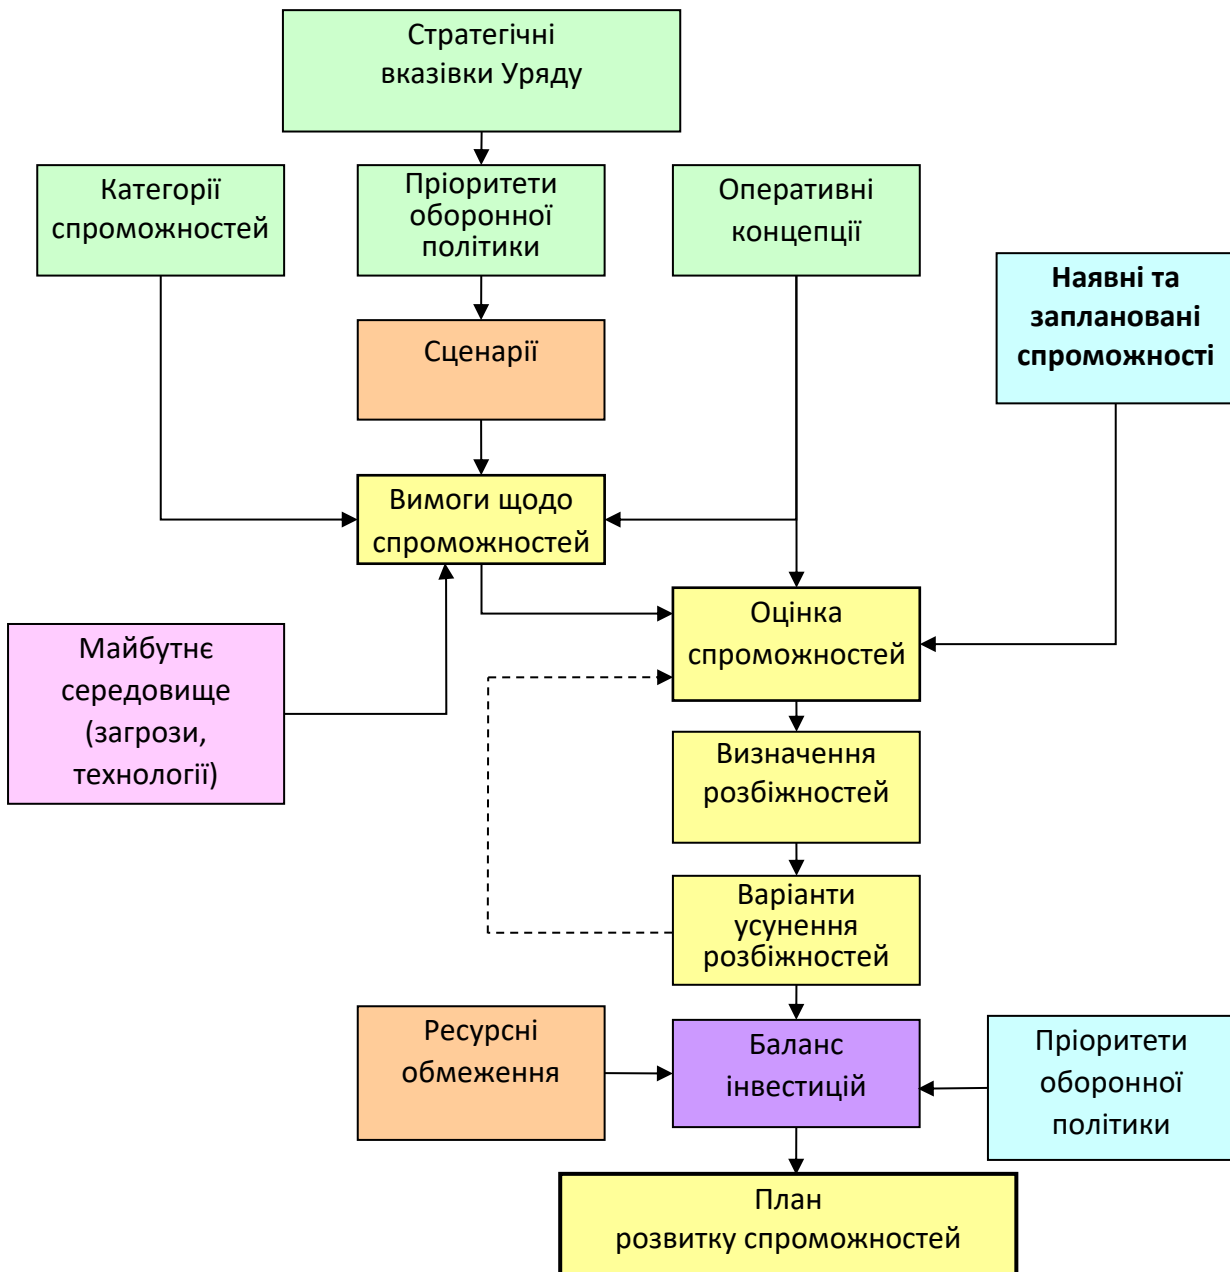 Стратегічні
вказівки Уряду
Категорії
спроможностей
Пріоритети
оборонної
політики
Оперативні
концепції
Наявні та
заплановані
спроможності
Сценарії
Вимоги щодо
спроможностей
Майбутнє
середовище
(загрози,
технології)
Оцінка
спроможностей
Визначення
розбіжностей
Варіанти
усунення
розбіжностей
Ресурсні
обмеження
Баланс
інвестицій
Пріоритети
оборонної
політики
План
розвитку спроможностей